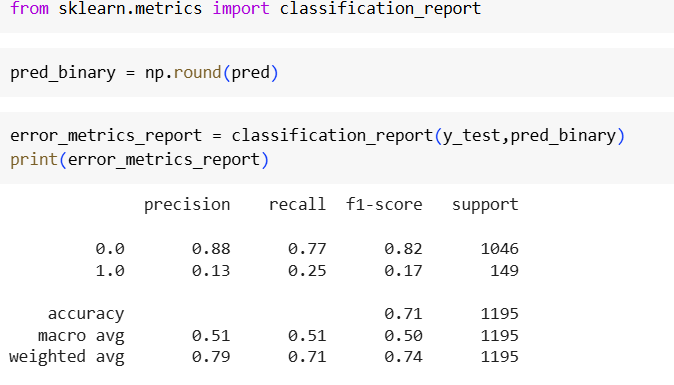 from sklearn.metrics import classification_report
pred_binary = np.round(pred)
error_metrics_report = classification_report(y_test,pred_binary)
print(error_metrics_report)
precision recall f1-score support
0.0 0.88 0.77 0.82 1046
1.0 0.13 0.25 0.17 149
accuracy 0.71 1195
macro avg 0.51 0.51 0.50 1195
weighted avg 0.79 0.71 0.74 1195